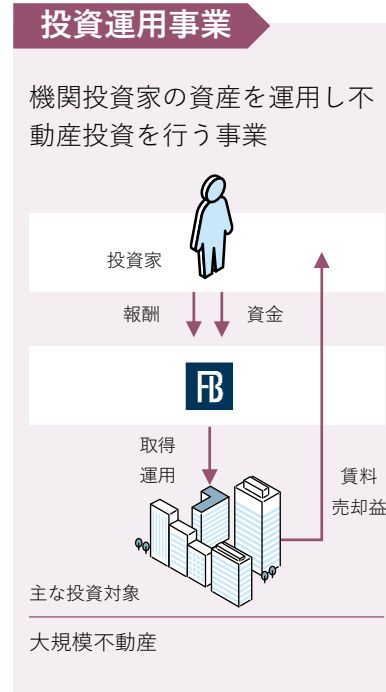 投資運用事業
機関投資家の資産を運用し不
動産投資を行う事業
投資家
報酬
資金
FB
取得
運用
賃料
売却益
主な投資対象
大規模不動産